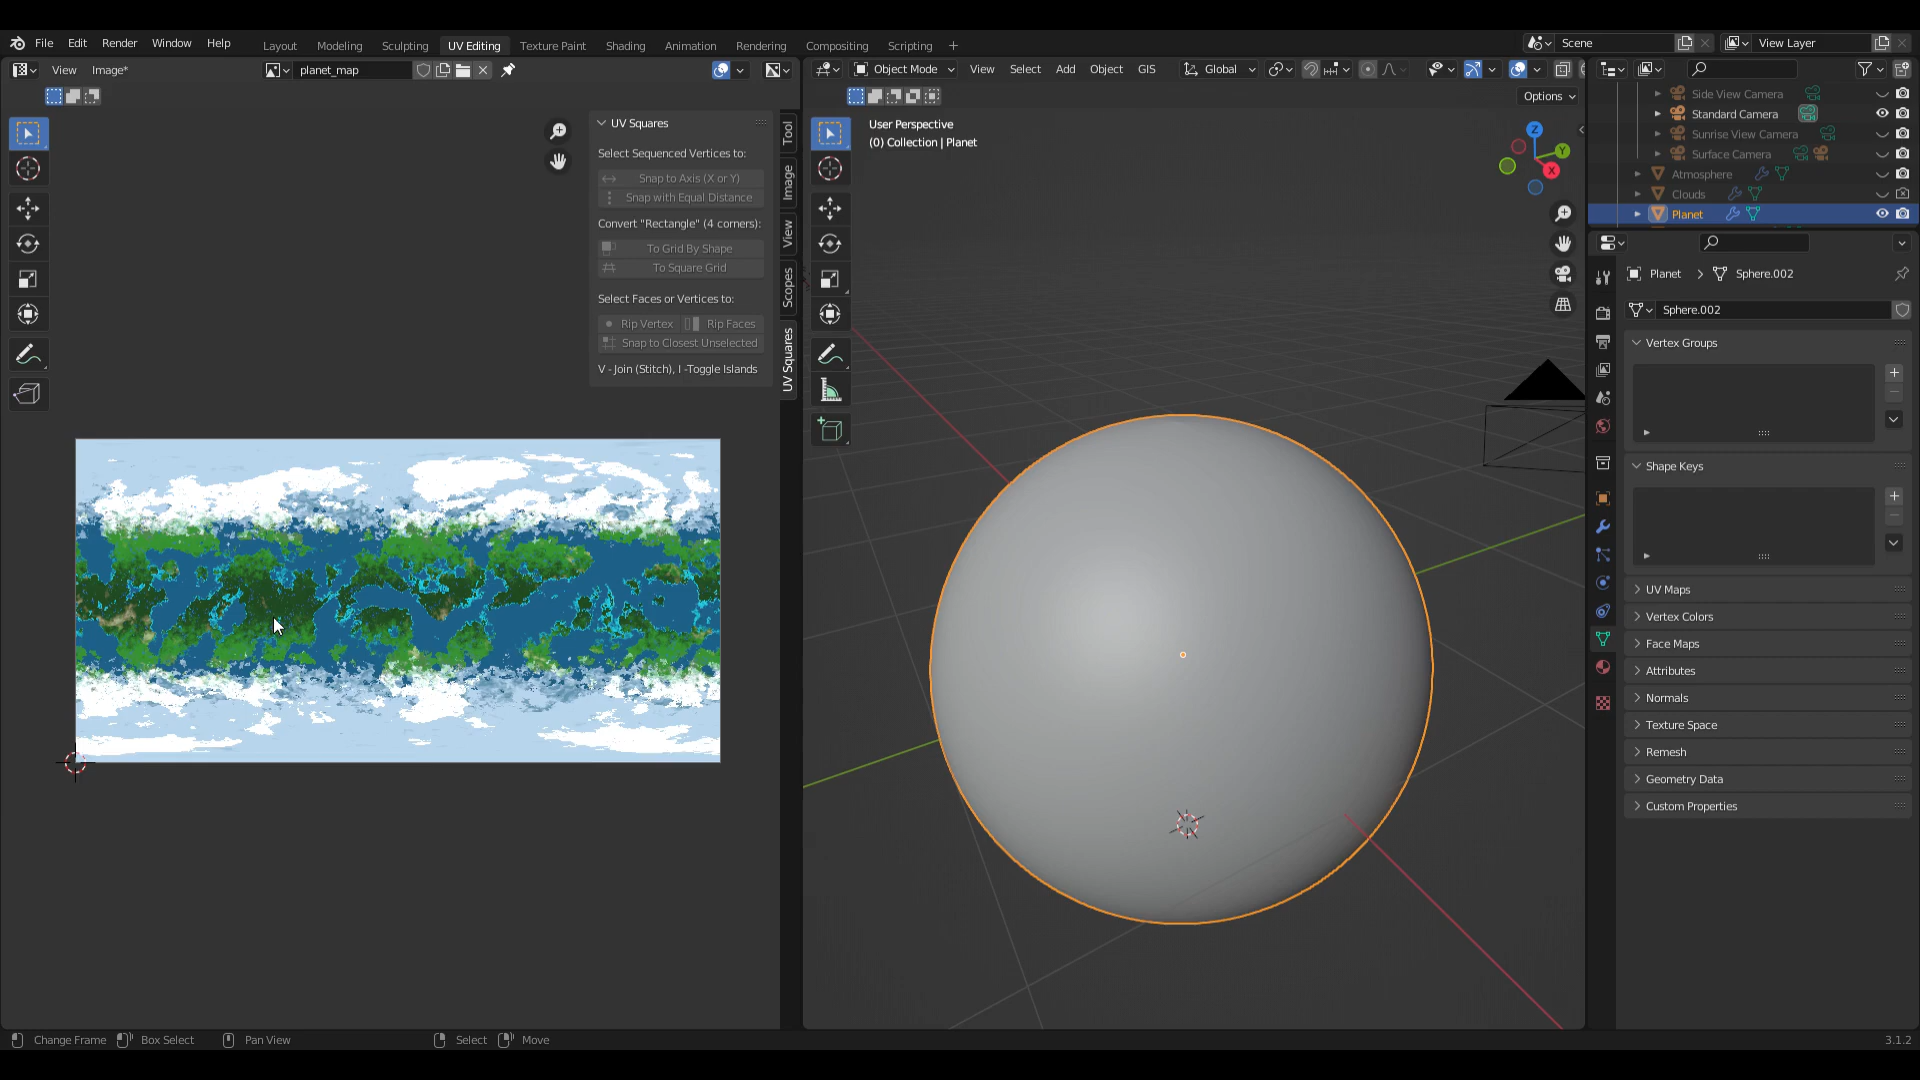 File Edit Render Window Help Layout Modeling Sculpting UV Editing Texture Paint Shading Animation Rendering Compositing Scripting + Scene View Layer
View Image* planet_map Object Mode View Select Add Object GIS Global
Options
Side View Camera
Standard Camera
Sunrise View Camera
Surface Camera
Atmosphere
Clouds
Planet
UV Squares
Select Sequenced Vertices to:
Snap to Axis (X or Y)
Snap with Equal Distance
Convert "Rectangle" (4 corners):
To Grid By Shape
To Square Grid
Select Faces or Vertices to:
Rip Vertex Rip Faces
Snap to Closest Unselected
V - Join (Stitch), I -Toggle Islands
Tool
Image
View
Scopes
UV Squares
User Perspective
(0) Collection | Planet
Z
Y
X
Planet > Sphere.002
Sphere.002
Vertex Groups
Shape Keys
UV Maps
Vertex Colors
Face Maps
Attributes
Normals
Texture Space
Remesh
Geometry Data
Custom Properties
Change Frame Box Select Pan View Select Move 3.1.2